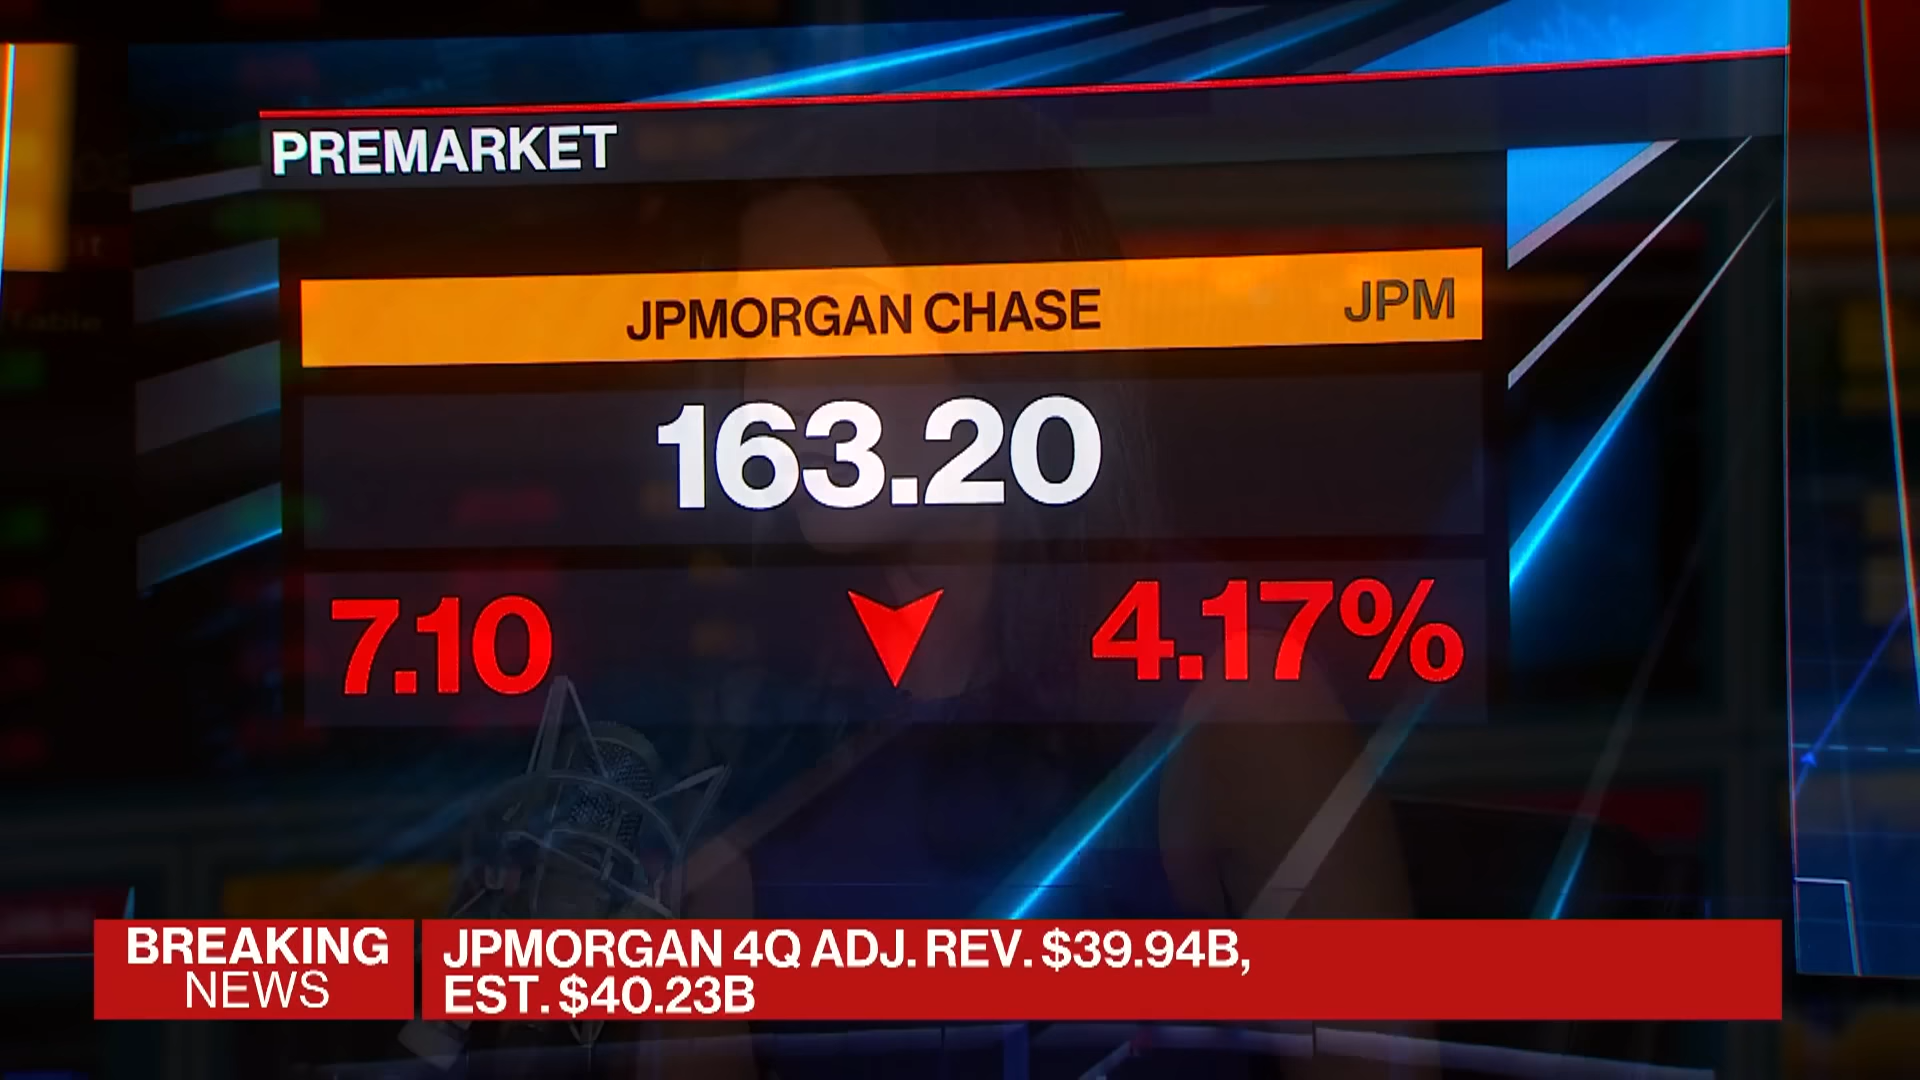 PREMARKET
JPMORGAN CHASE JPM
163.20
7.10 4.17%
BREAKING
NEWS
JPMORGAN 4Q ADJ. REV. $39.94B,
EST. $40.23B